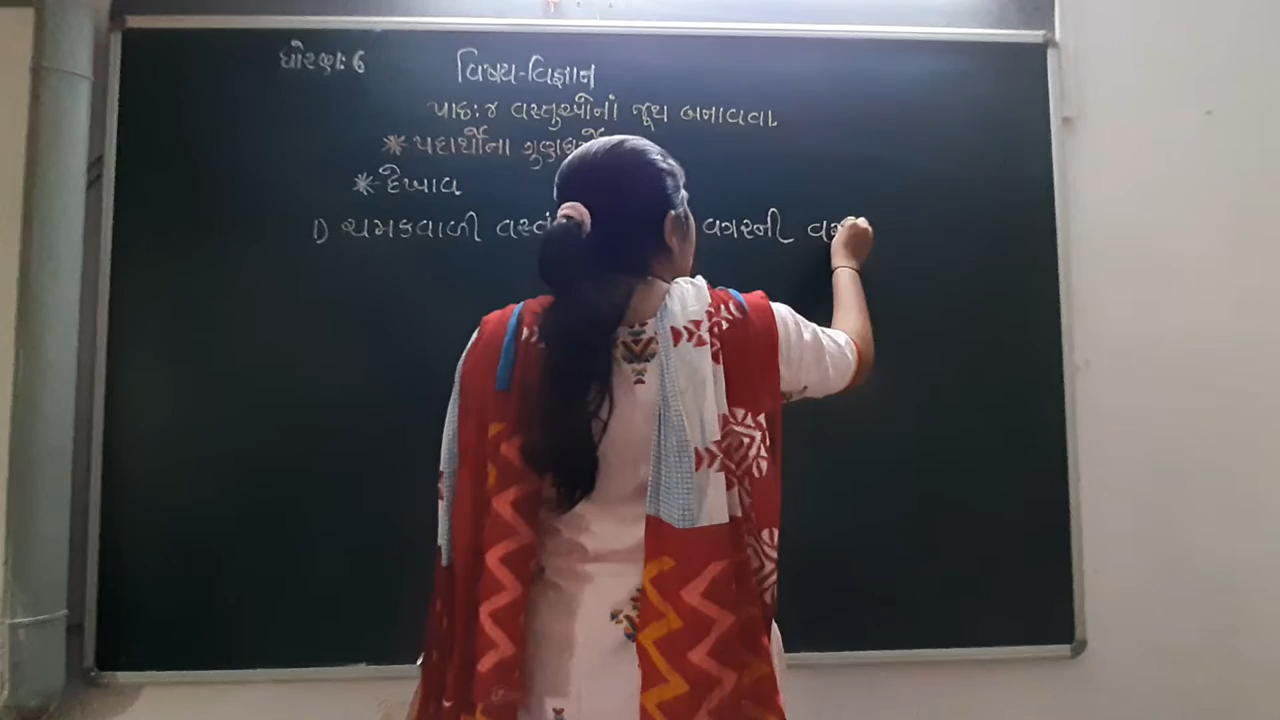 ધોરણ: 6
વિષય-વિજ્ઞાન
પાઠ: ૪ વસ્તુઓનાં જૂથ બનાવવા
* પદાર્થોના
* દેખાવ
1) ચમકવાળી વગરની